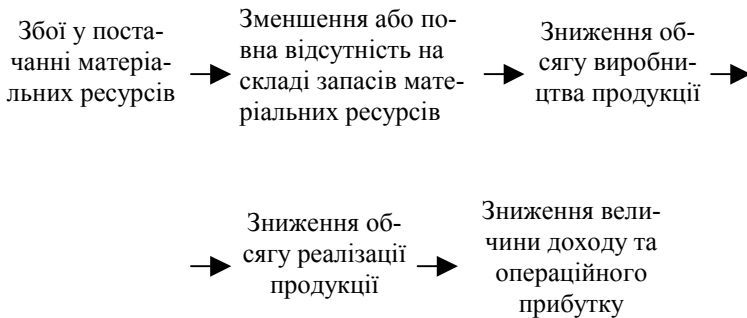 Збої у поста-
чанні матеріа-
льних ресурсів
Зменшення або по-
вна відсутність на
складі запасів мате-
ріальних ресурсів
Зниження об-
сягу виробни-
цтва продукції
Зниження об-
сягу реалізації
продукції
Зниження вели-
чини доходу та
операційного
прибутку